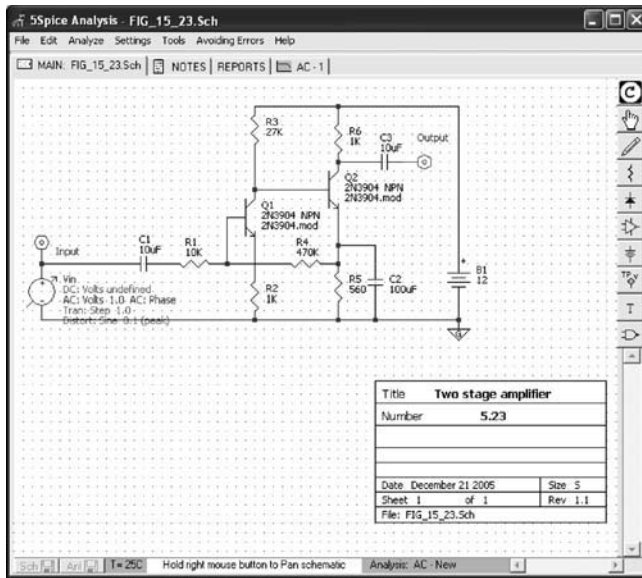 5Spice Analysis - FIG_15_23.Sch
File Edit Analyze Settings Tools Avoiding Errors Help
MAIN: FIG_15_23.Sch NOTES REPORTS AC - 1
R3
27K
R6
1K
C3
10uF
Output
Q2
2N3904 NPN
2N3904.mod
Q1
2N3904 NPN
2N3904.mod
Input
C1
10uF
R1
10K
R4
470K
Vin
DC: Volts undefined
AC: Volts 1.0 AC: Phase
Tran: Step 1.0
Distort: Sine 0.1 (peak)
R2
1K
R5
560
C2
100uF
+
B1
12
TP
V
T
Title Two stage amplifier
Number 5.23
Date December 21 2005 Size S
Sheet 1 of 1 Rev 1.1
File: FIG_15_23.Sch
Sch Anl T= 25C Hold right mouse button to Pan schematic Analysis: AC - New